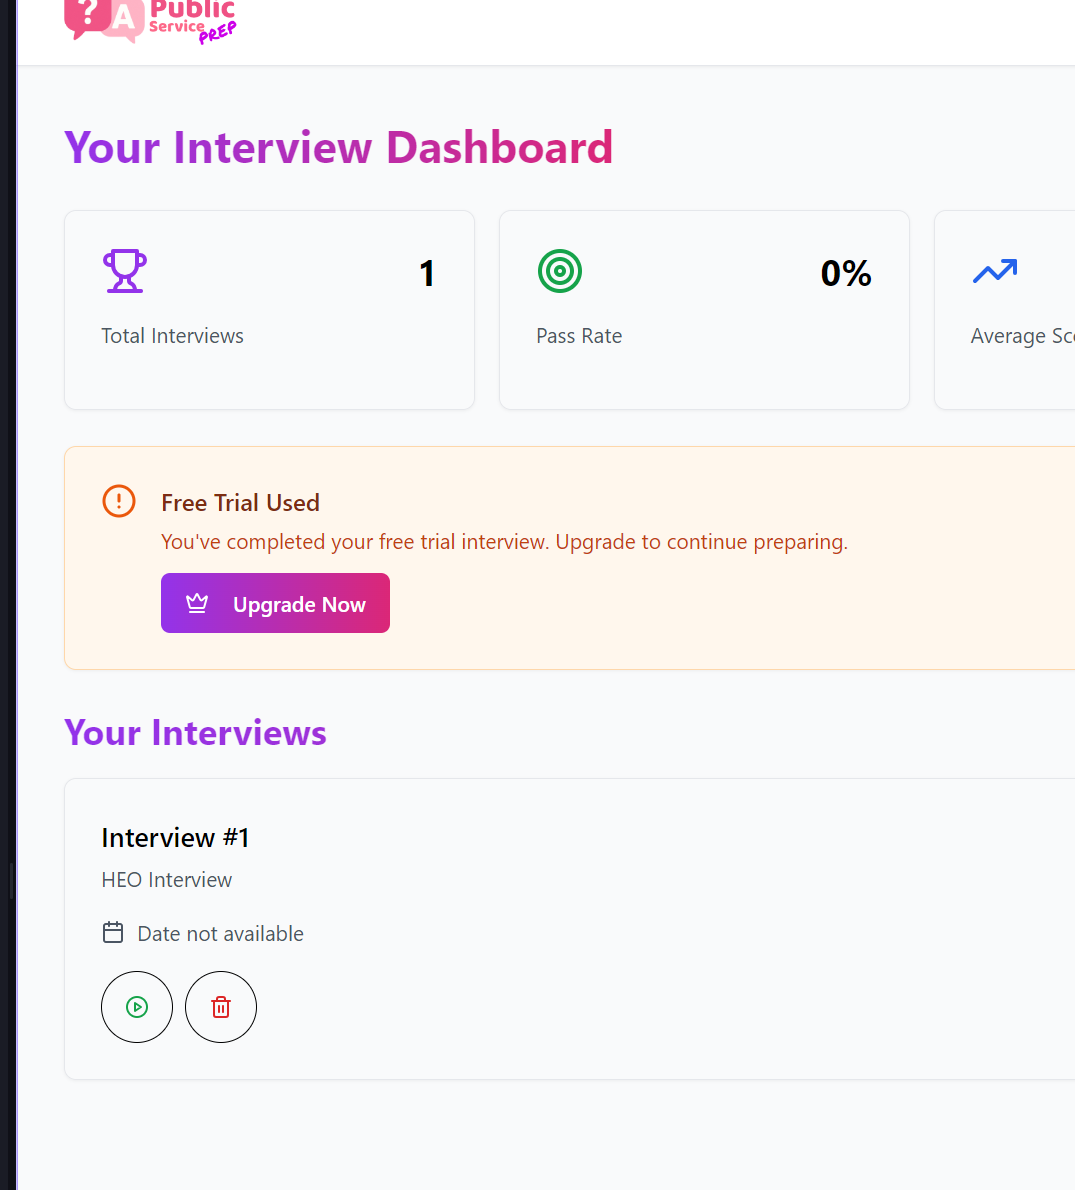 ? A Public
Service
PREP
Your Interview Dashboard
1
Total Interviews
0%
Pass Rate
Average
Free Trial Used
You've completed your free trial interview. Upgrade to continue preparing.
Upgrade Now
Your Interviews
Interview #1
HEO Interview
Date not available